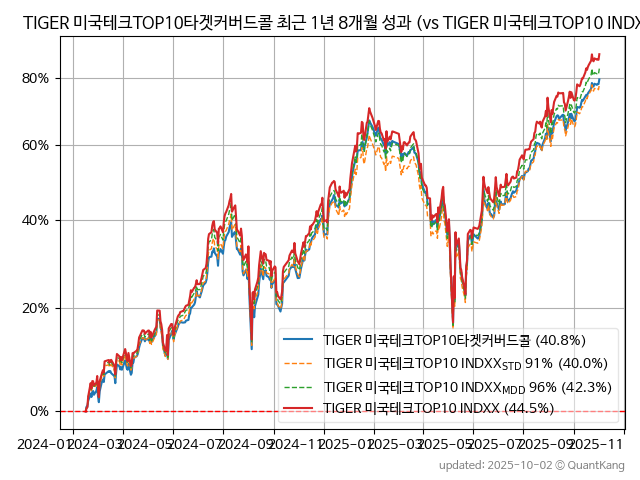 TIGER 미국테크TOP10타겟커버드콜 최근 1년 8개월 성과 (vs TIGER 미국테크TOP10 INDX
80%
60%
40%
20%
0%
TIGER 미국테크TOP10타겟커버드콜 (40.8%)
TIGER 미국테크TOP10 INDXX_STD 91% (40.0%)
TIGER 미국테크TOP10 INDXX_MDD 96% (42.3%)
TIGER 미국테크TOP10 INDXX (44.5%)
2024-01 2024-03 2024-05 2024-07 2024-09 2024-11 2025-01 2025-03 2025-05 2025-07 2025-09 2025-11
updated: 2025-10-02 © QuantKang